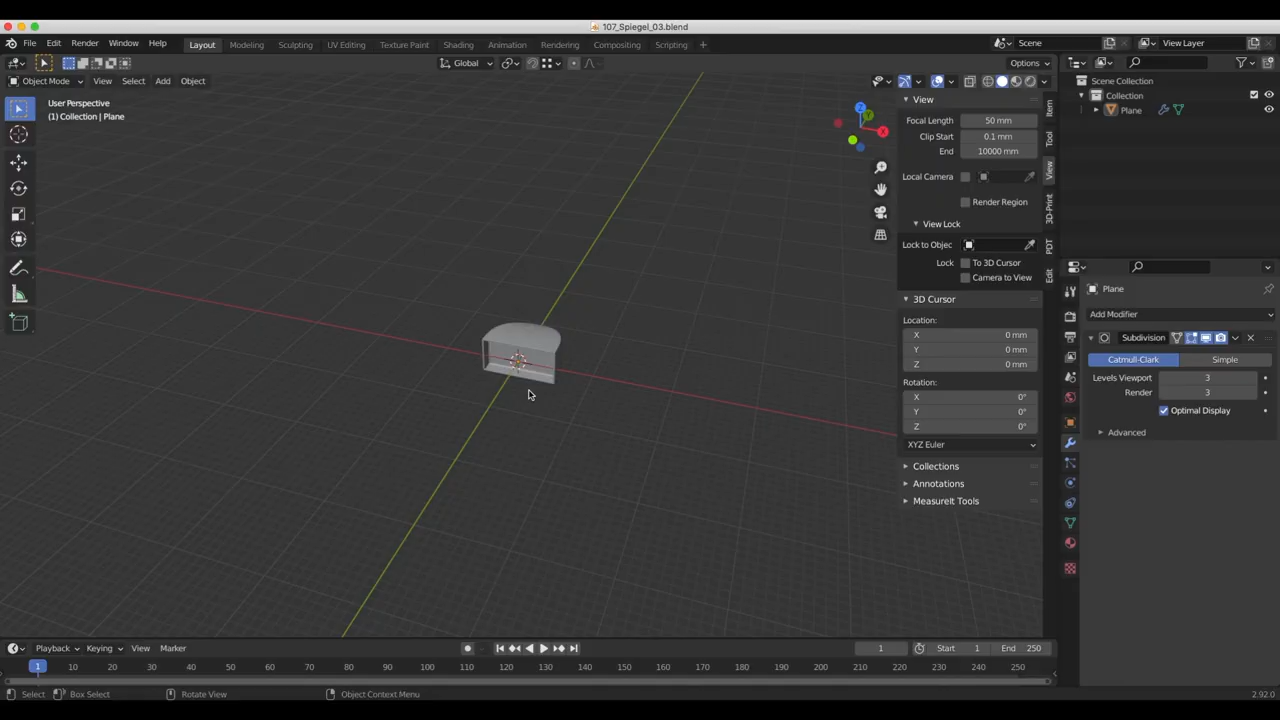 107_Spiegel_03.blend
File Edit Render Window Help Layout Modeling Sculpting UV Editing Texture Paint Shading Animation Rendering Compositing Scripting + Scene View Layer
Global Options
Object Mode View Select Add Object
User Perspective
(1) Collection | Plane
Z
Y
X
View
Focal Length 50 mm
Clip Start 0.1 mm
End 10000 mm
Local Camera
Render Region
View Lock
Lock to Objec
Lock To 3D Cursor
Camera to View
3D Cursor
Location:
X 0 mm
Y 0 mm
Z 0 mm
Rotation:
X 0°
Y 0°
Z 0°
XYZ Euler
Collections
Annotations
MeasureIt Tools
Item
Tool
View
3D-Print
PDT
Edit
Scene Collection
Collection
Plane
Plane
Add Modifier
Subdivision
Catmull-Clark Simple
Levels Viewport 3
Render 3
Optimal Display
Advanced
Playback Keying View Marker 1 Start 1 End 250
1 10 20 30 40 50 60 70 80 90 100 110 120 130 140 150 160 170 180 190 200 210 220 230 240 250
Select Box Select Rotate View Object Context Menu 2.92.0